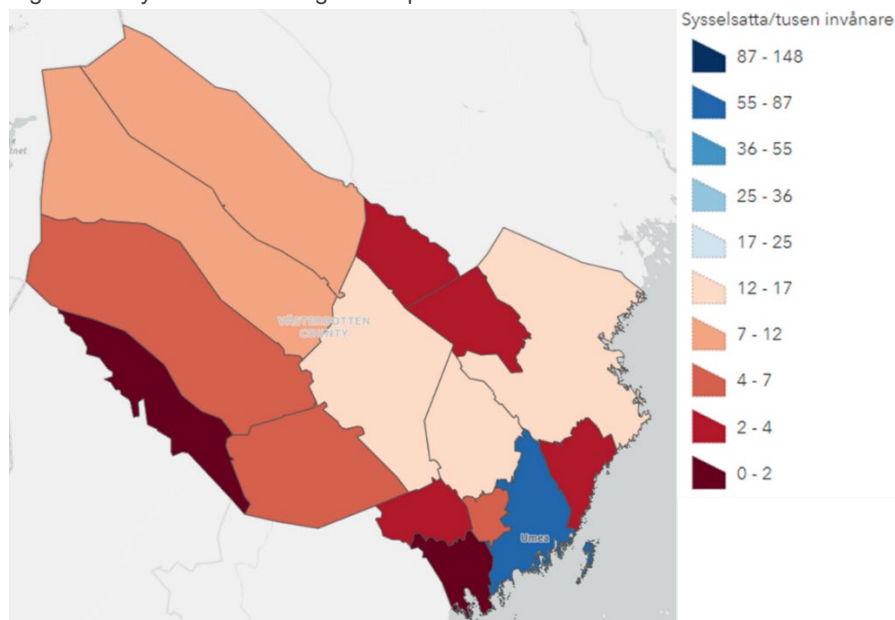 Sysselsatta/tusen invånare
87 - 148
55 - 87
36 - 55
25 - 36
17 - 25
12 - 17
7 - 12
4 - 7
2 - 4
0 - 2
VÄSTERBOTTEN
COUNTY
Umea